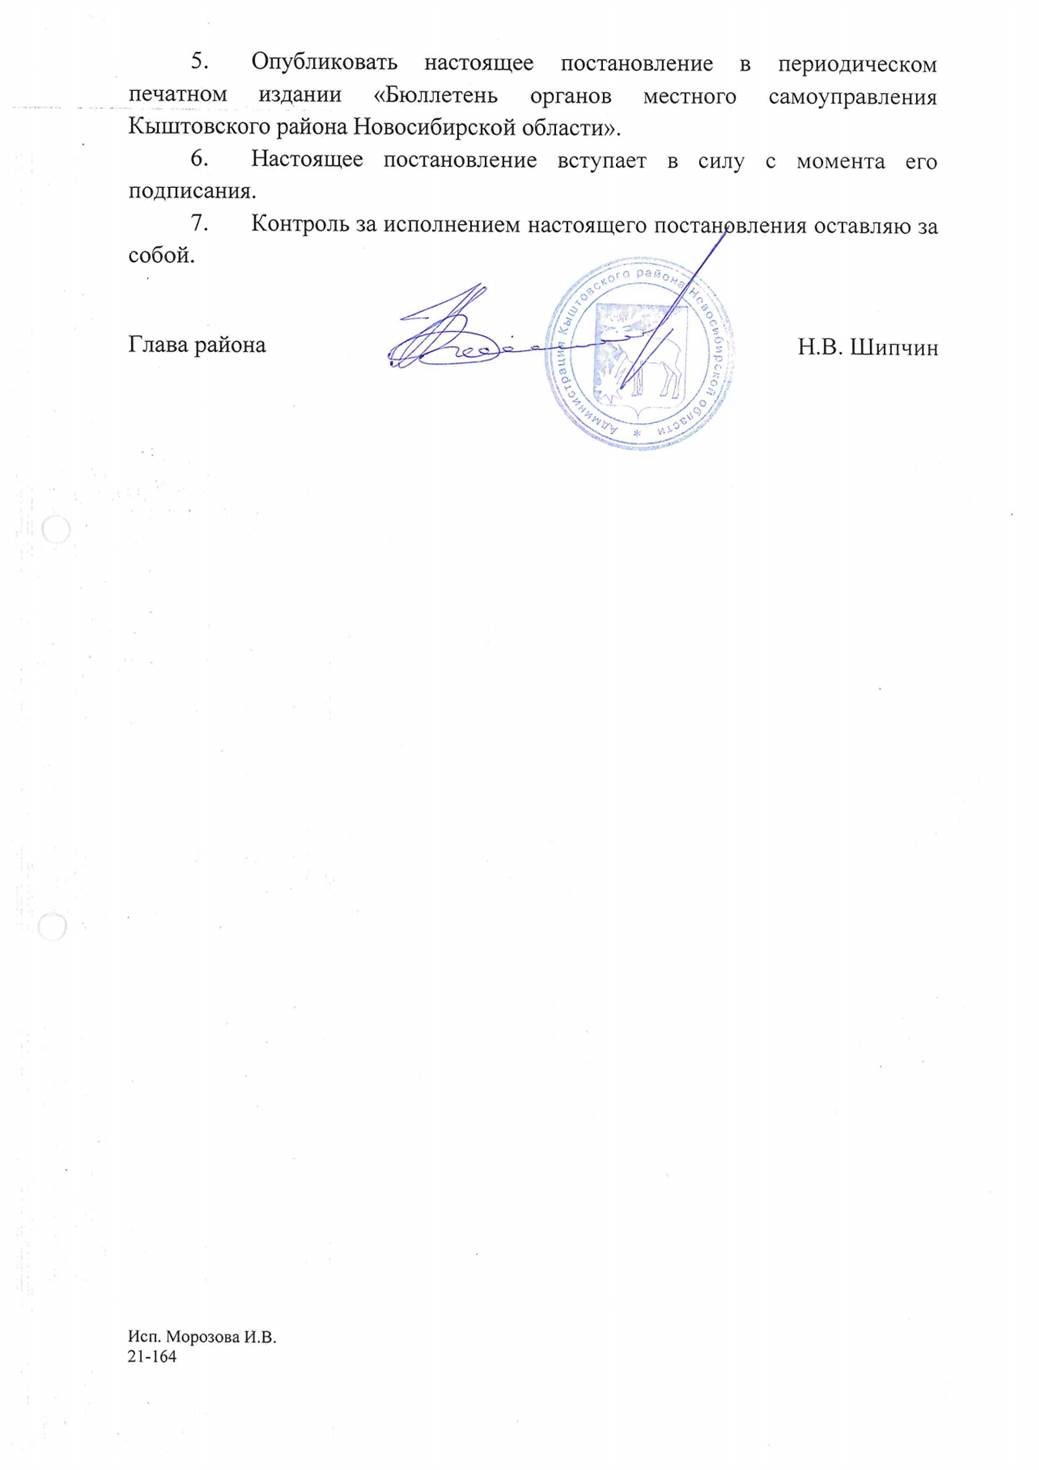 5. Опубликовать настоящее постановление в периодическом
печатном издании «Бюллетень органов местного самоуправления
Кыштовского района Новосибирской области».
6. Настоящее постановление вступает в силу с момента его
подписания.
7. Контроль за исполнением настоящего постановления оставляю за
собой.
Глава района
Администрация Кыштовского района Новосибирской области *
Н.В. Шипчин
Исп. Морозова И.В.
21-164